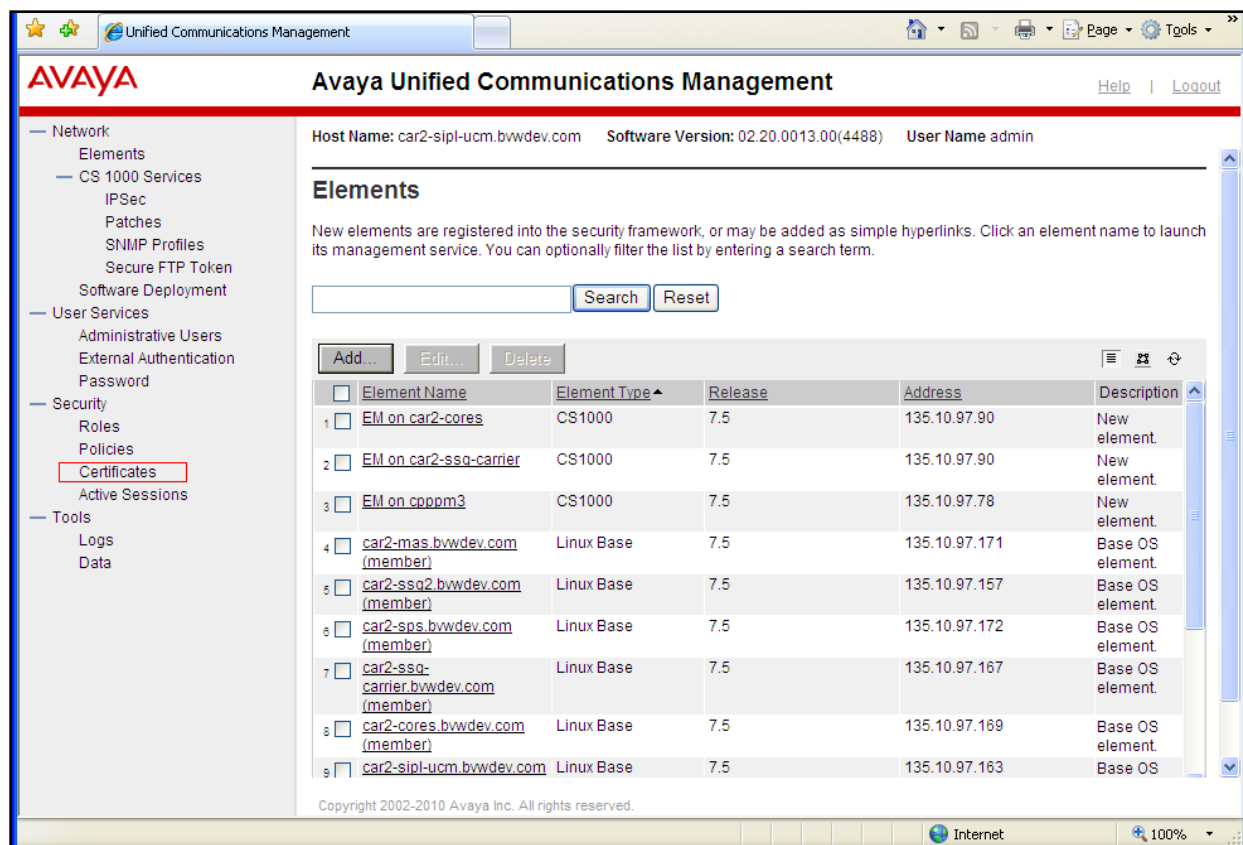 Unified Communications Management
Page
Tools
»
AVAYA
Avaya Unified Communications Management
Help | Logout
— Network
Elements
— CS 1000 Services
IPSec
Patches
SNMP Profiles
Secure FTP Token
Software Deployment
— User Services
Administrative Users
External Authentication
Password
— Security
Roles
Policies
Certificates
Active Sessions
— Tools
Logs
Data
Host Name: car2-sipl-ucm.bvwdev.com Software Version: 02.20.0013.00(4488) User Name admin
Elements
New elements are registered into the security framework, or may be added as simple hyperlinks. Click an element name to launch
its management service. You can optionally filter the list by entering a search term.
Search Reset
Add... Edit... Delete
Element Name Element Type Release Address Description
1 EM on car2-cores CS1000 7.5 135.10.97.90 New
element.
2 EM on car2-ssg-carrier CS1000 7.5 135.10.97.90 New
element.
3 EM on cpppm3 CS1000 7.5 135.10.97.78 New
element.
4 car2-mas.bvwdev.com Linux Base 7.5 135.10.97.171 Base OS
(member) element.
5 car2-ssg2.bvwdev.com Linux Base 7.5 135.10.97.157 Base OS
(member) element.
6 car2-sps.bvwdev.com Linux Base 7.5 135.10.97.172 Base OS
(member) element.
7 car2-ssg- Linux Base 7.5 135.10.97.167 Base OS
carrier.bvwdev.com element.
(member)
8 car2-cores.bvwdev.com Linux Base 7.5 135.10.97.169 Base OS
(member) element.
9 car2-sipl-ucm.bvwdev.com Linux Base 7.5 135.10.97.163 Base OS
Copyright 2002-2010 Avaya Inc. All rights reserved.
Internet 100%